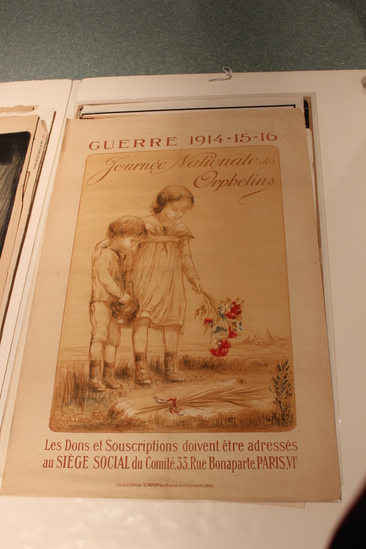 GUERRE 1914-15-16
Journée Nationale des
Orphelins
Les Dons et Souscriptions doivent être adressés
au SIÈGE SOCIAL du Comité, 33, Rue Bonaparte, PARIS, VIᵉ